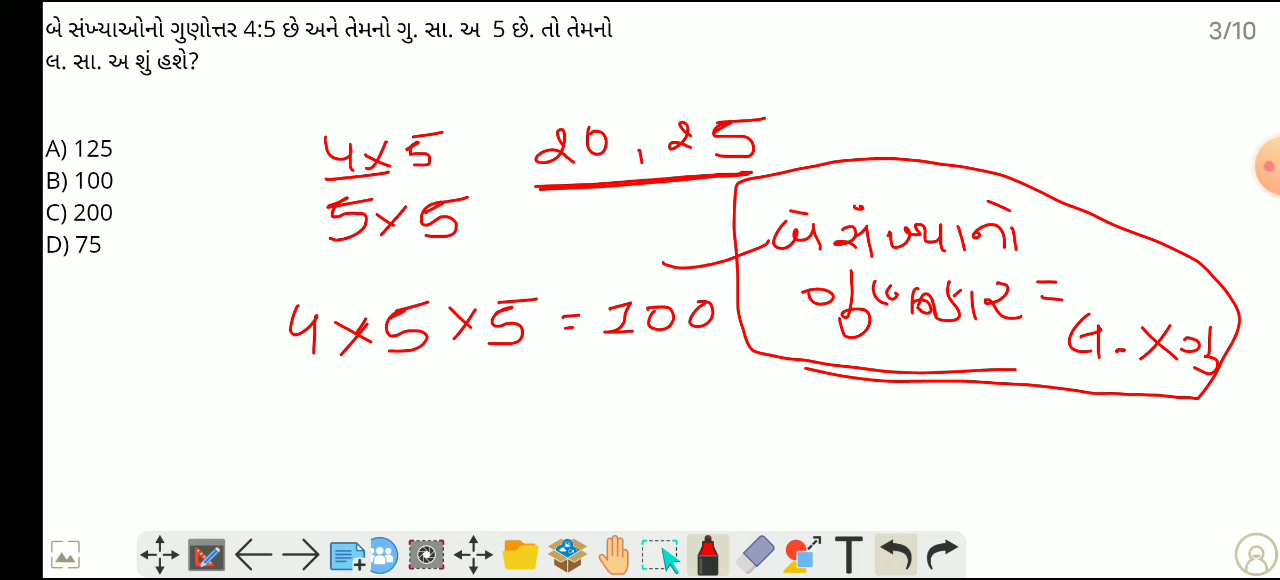 બે સંખ્યાઓનો ગુણોત્તર 4:5 છે અને તેમનો ગુ. સા. અ 5 છે. તો તેમનો
લ. સા. અ શું હશે?
3/10
A) 125
B) 100
C) 200
D) 75
4 x 5
5 x 5
20 , 25
4 x 5 x 5 = 100
બે સંખ્યાનો
ગુણાકાર =
લ. x ગુ
T